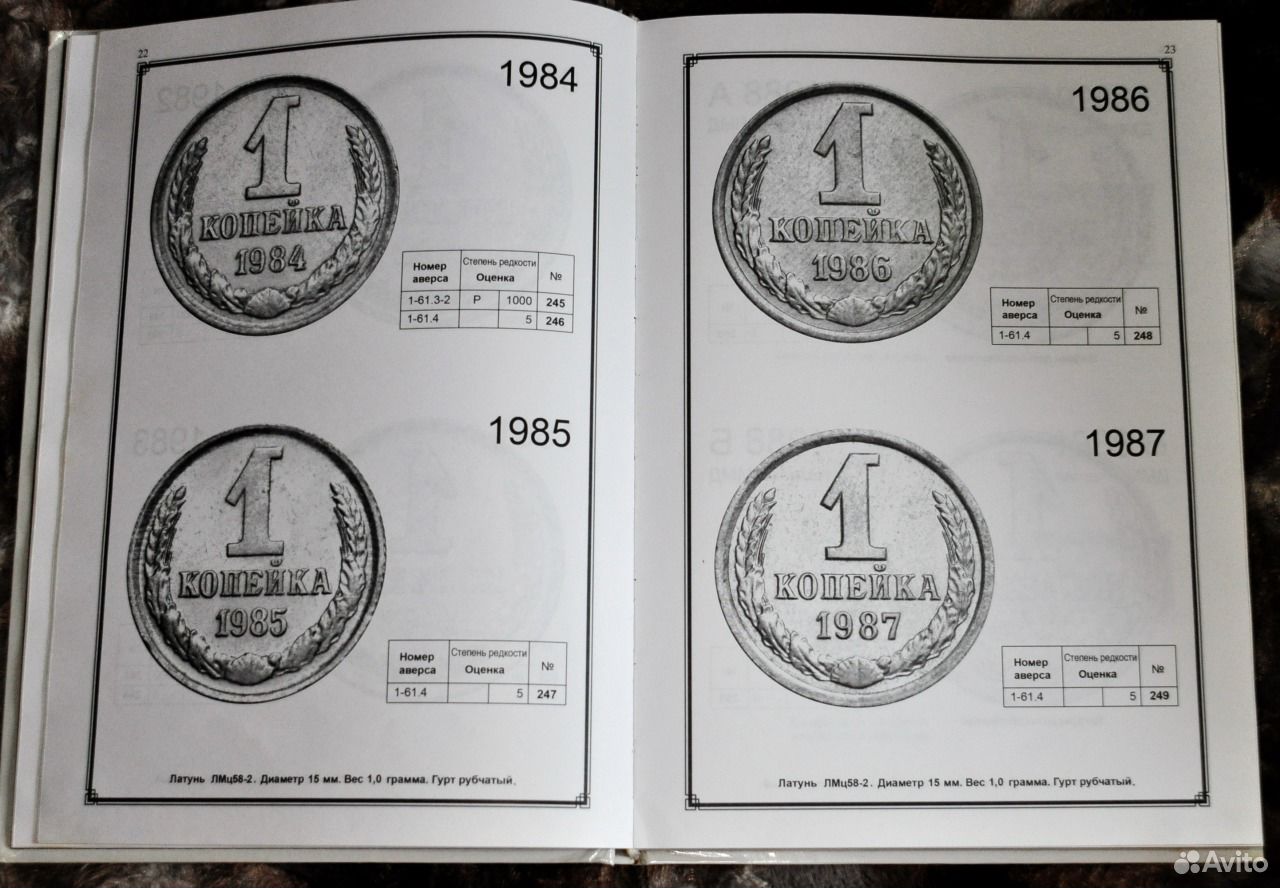 22
1984
1
КОПЕЙКА
1984
Номер аверса Степень редкости Оценка №
1-61.3-2 Р 1000 245
1-61.4 5 246
1985
1
КОПЕЙКА
1985
Номер аверса Степень редкости Оценка №
1-61.4 5 247
Латунь ЛМц58-2. Диаметр 15 мм. Вес 1,0 грамма. Гурт рубчатый.
23
1986
1
КОПЕЙКА
1986
Номер аверса Степень редкости Оценка №
1-61.4 5 248
1987
1
КОПЕЙКА
1987
Номер аверса Степень редкости Оценка №
1-61.4 5 249
Латунь ЛМц58-2. Диаметр 15 мм. Вес 1,0 грамма. Гурт рубчатый.
Avito